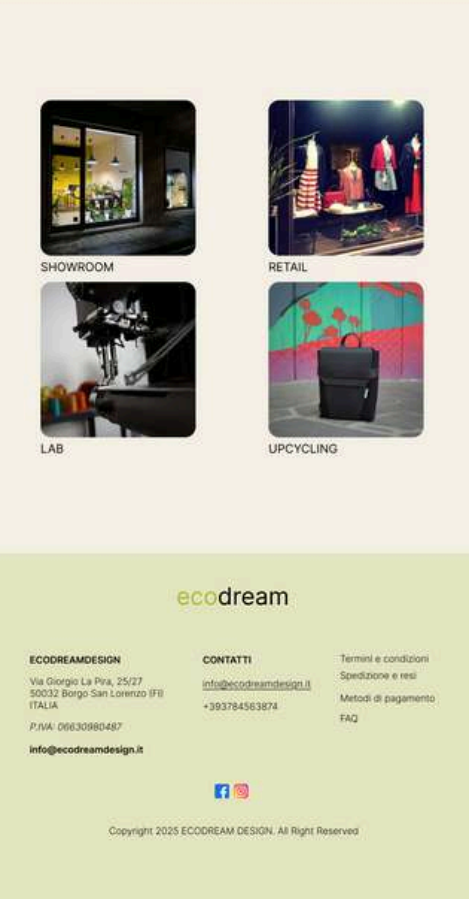 SHOWROOM
RETAIL
LAB
UPCYCLING
ecodream
ECODREAMDESIGN
Via Giorgio La Pira, 25/27
50032 Borgo San Lorenzo (FI)
ITALIA
P.IVA: 06630980487
info@ecodreamdesign.it
CONTATTI
info@ecodreamdesign.it
+393784563874
Termini e condizioni
Spedizione e resi
Metodi di pagamento
FAQ
Copyright 2025 ECODREAM DESIGN. All Right Reserved